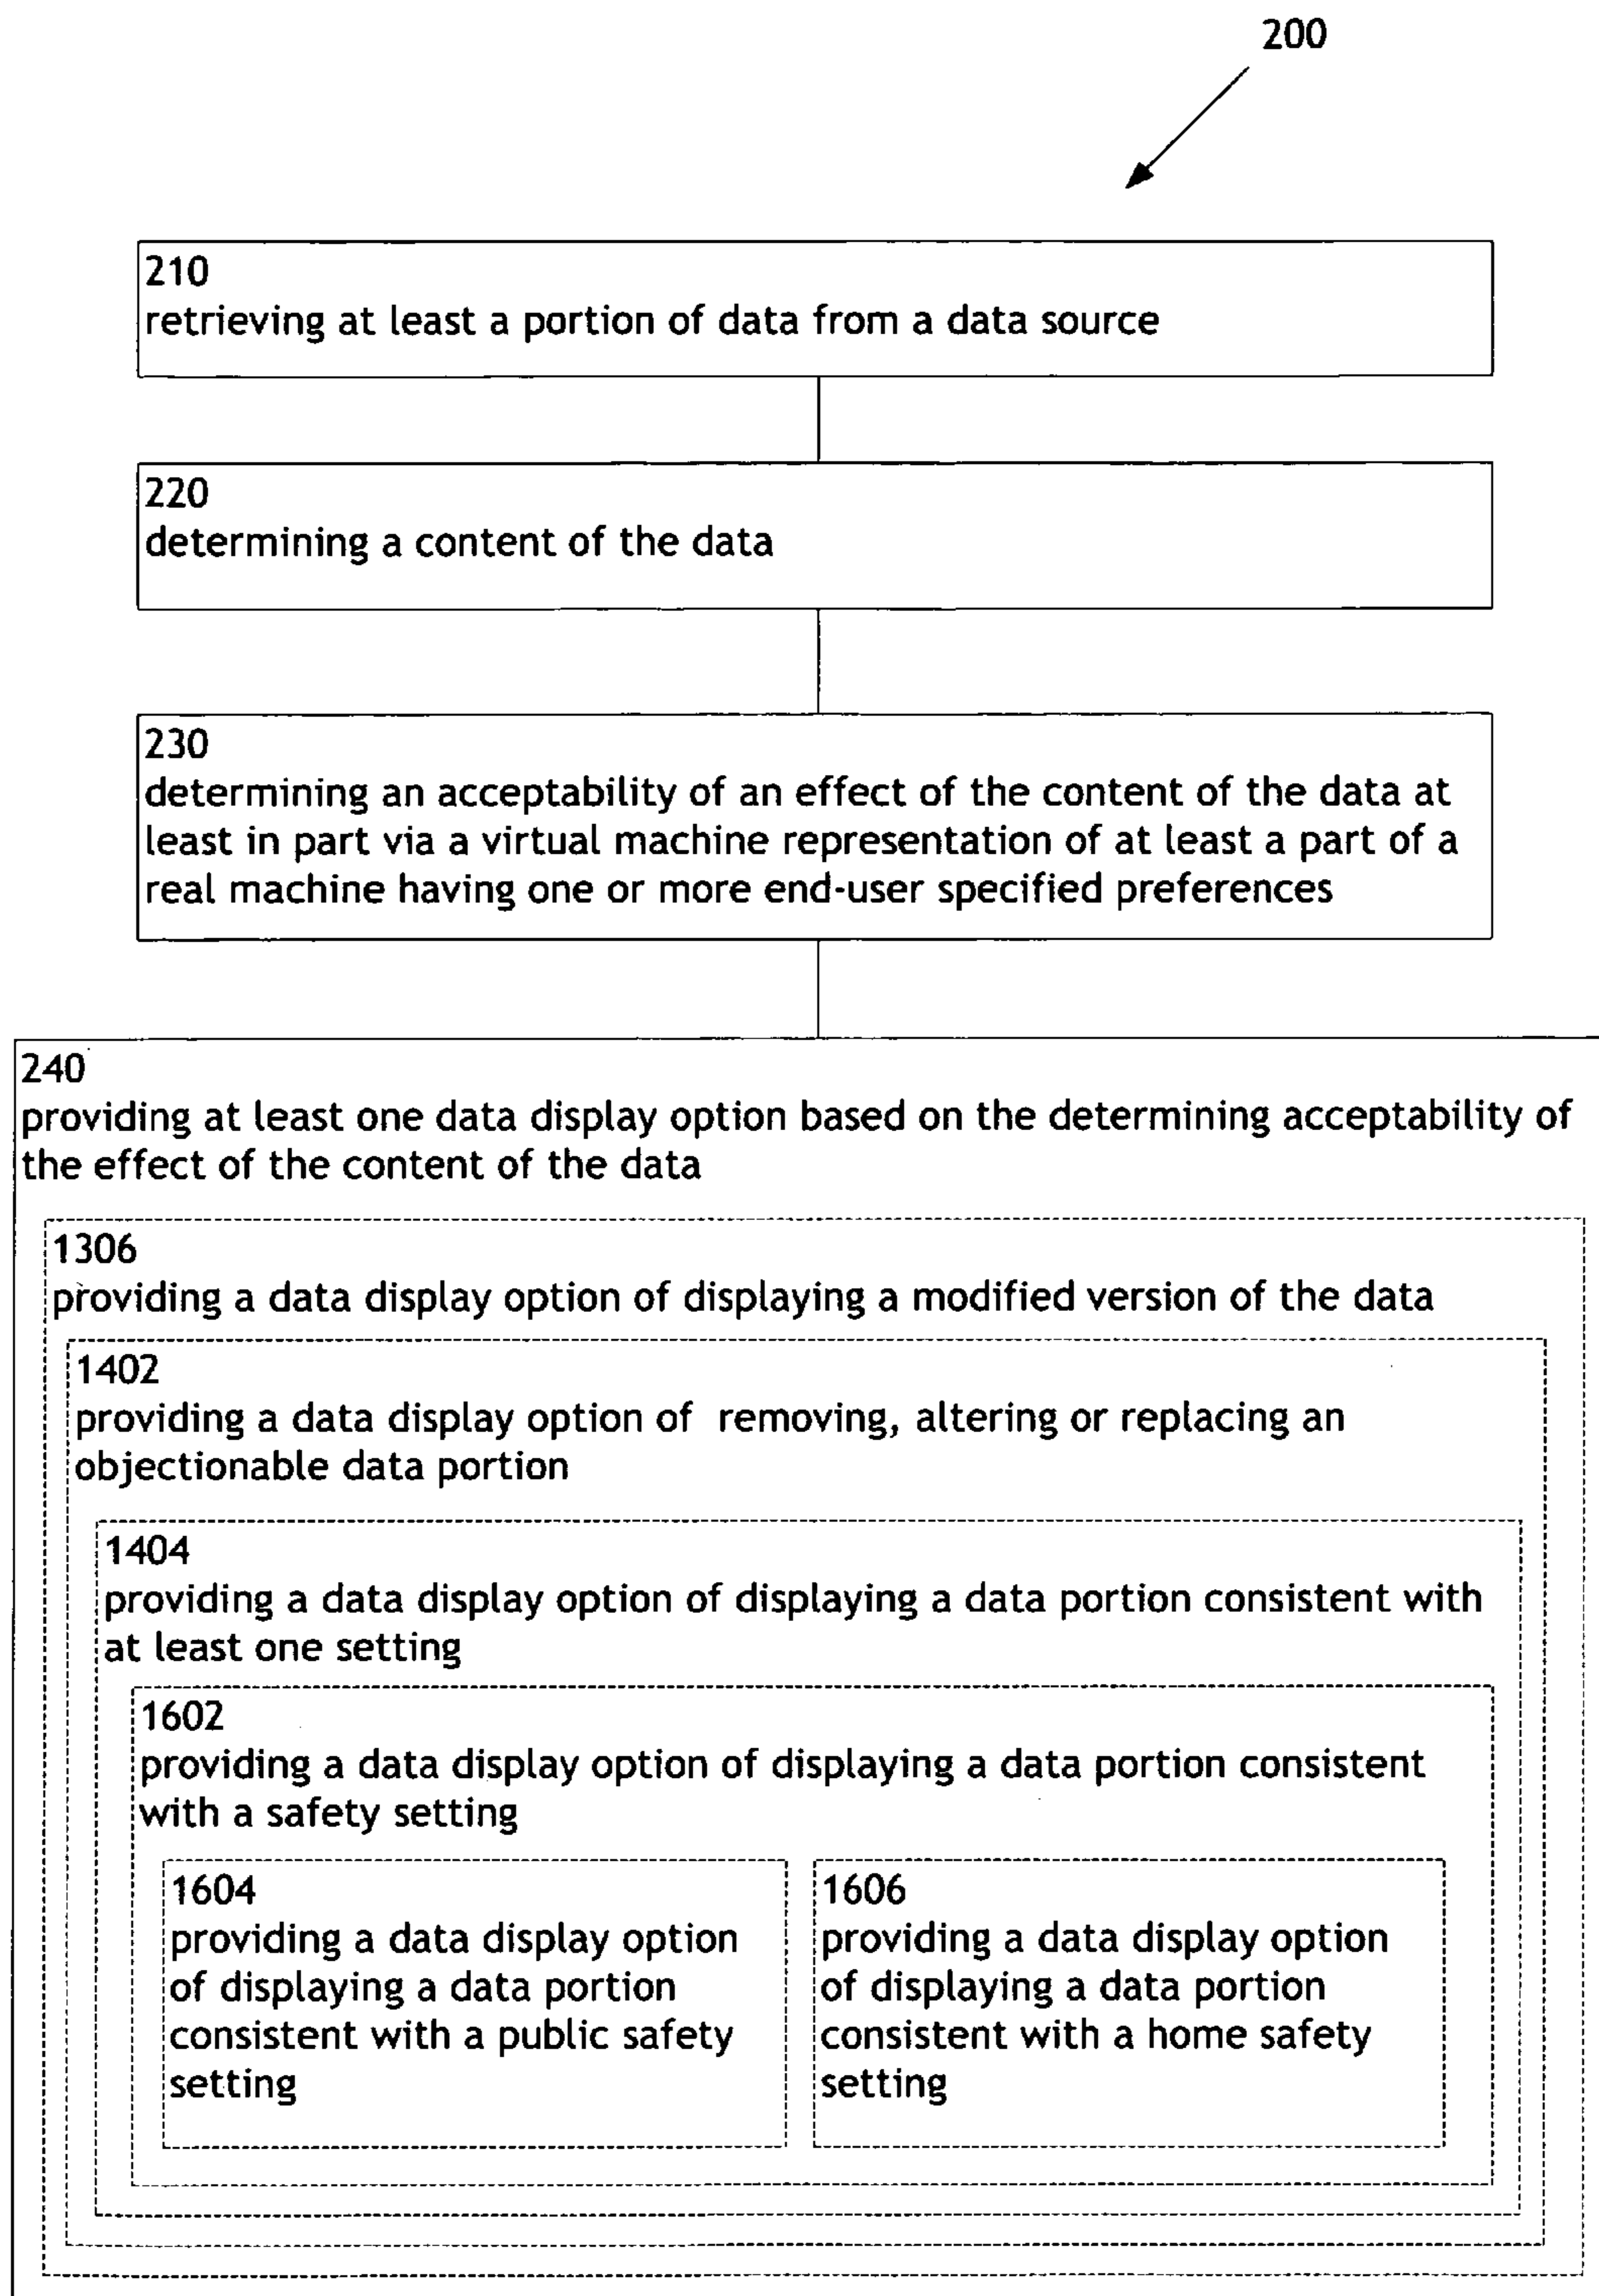 200
210
retrieving at least a portion of data from a data source
220
determining a content of the data
230
determining an acceptability of an effect of the content of the data at
least in part via a virtual machine representation of at least a part of a
real machine having one or more end-user specified preferences
240
providing at least one data display option based on the determining acceptability of
the effect of the content of the data
1306
providing a data display option of displaying a modified version of the data
1402
providing a data display option of removing, altering or replacing an
objectionable data portion
1404
providing a data display option of displaying a data portion consistent with
at least one setting
1602
providing a data display option of displaying a data portion consistent
with a safety setting
1604
providing a data display option
of displaying a data portion
consistent with a public safety
setting
1606
providing a data display option
of displaying a data portion
consistent with a home safety
setting